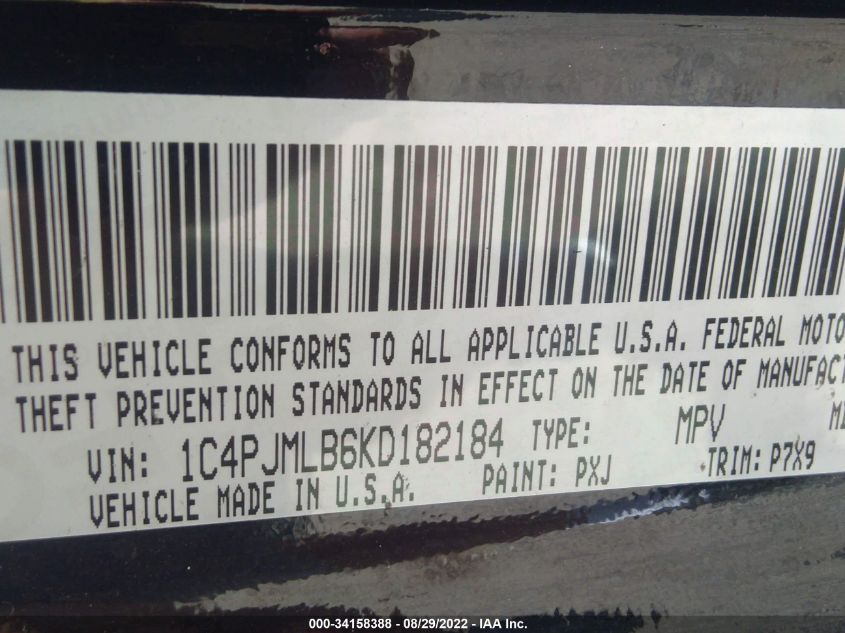 THIS VEHICLE CONFORMS TO ALL APPLICABLE U.S.A. FEDERAL MOTO
THEFT PREVENTION STANDARDS IN EFFECT ON THE DATE OF MANUFACT
VIN: 1C4PJMLB6KD182184 TYPE: MPV
VEHICLE MADE IN U.S.A. PAINT: PXJ TRIM: P7X9
000-34158388 - 08/29/2022 - IAA Inc.